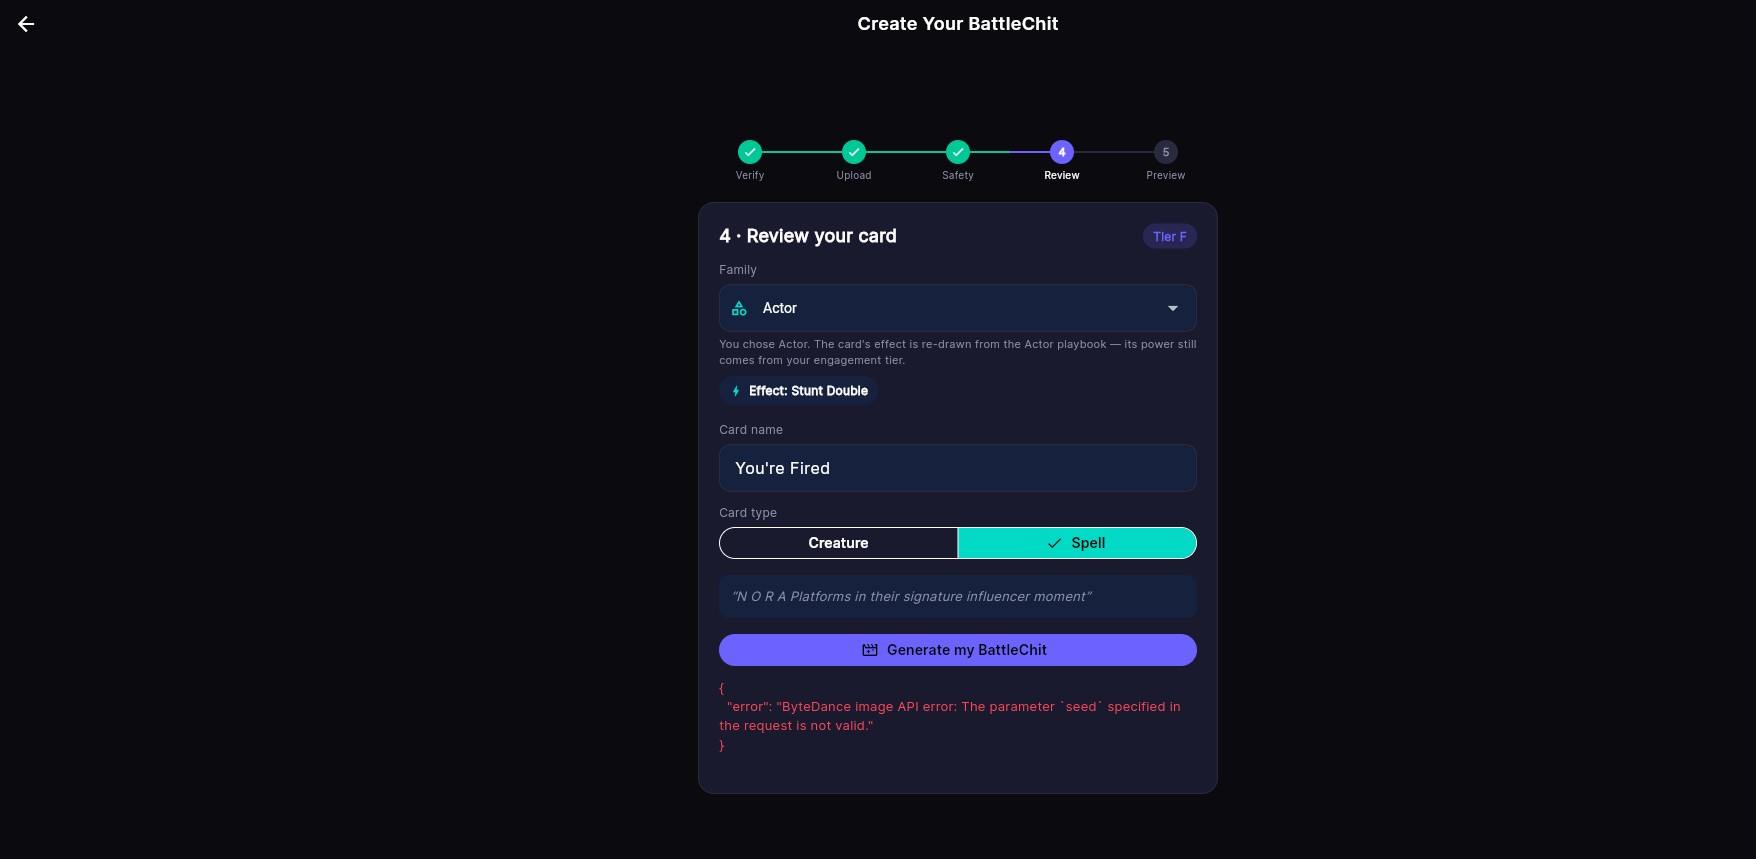 Create Your BattleChit
4
5
Verify
Upload
Safety
Review
Preview
4 · Review your card
Tier F
Family
Actor
You chose Actor. The card's effect is re-drawn from the Actor playbook — its power still
comes from your engagement tier.
Effect: Stunt Double
Card name
You're Fired
Card type
Creature
Spell
"N O R A Platforms in their signature influencer moment"
Generate my BattleChit
{
"error": "ByteDance image API error: The parameter `seed` specified in
the request is not valid."
}